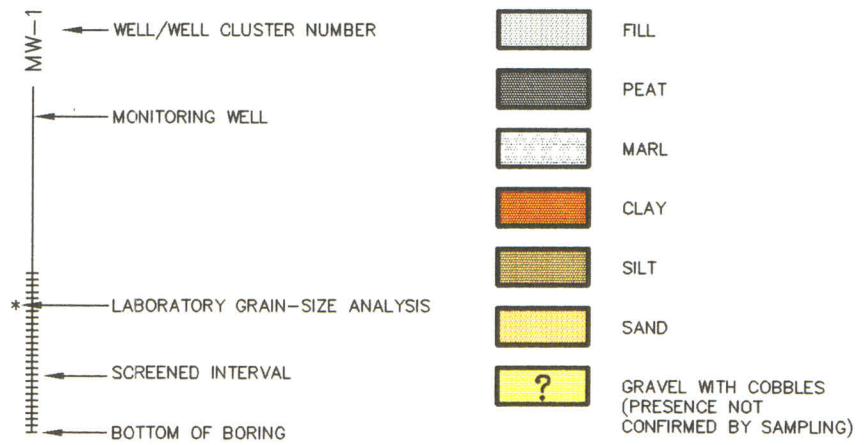 MW-1
WELL/WELL CLUSTER NUMBER
MONITORING WELL
*
LABORATORY GRAIN-SIZE ANALYSIS
SCREENED INTERVAL
BOTTOM OF BORING
FILL
PEAT
MARL
CLAY
SILT
SAND
?
GRAVEL WITH COBBLES
(PRESENCE NOT
CONFIRMED BY SAMPLING)